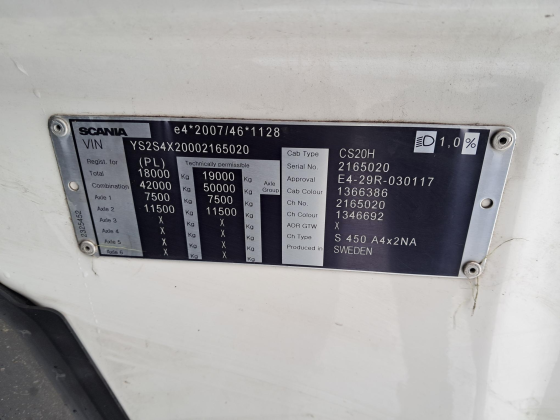 SCANIA e4*2007/46*1128
VIN YS2S4X20002165020 1,0 %
Regist. for (PL) Technically permissible
Total 18000 Kg 19000 Kg
Combination 42000 Kg 50000 Kg Axle Group
Axle 1 7500 Kg 7500 Kg
Axle 2 11500 Kg 11500 Kg
Axle 3 X Kg X Kg
Axle 4 X Kg X Kg
Axle 5 X Kg X Kg
Axle 6 X Kg X Kg
Cab Type CS20H
Serial No. 2165020
Approval E4-29R-030117
Cab Colour 1366386
Ch No. 2165020
Ch Colour 1346692
ADR GTW X
Ch Type S 450 A4x2NA
Produced in SWEDEN